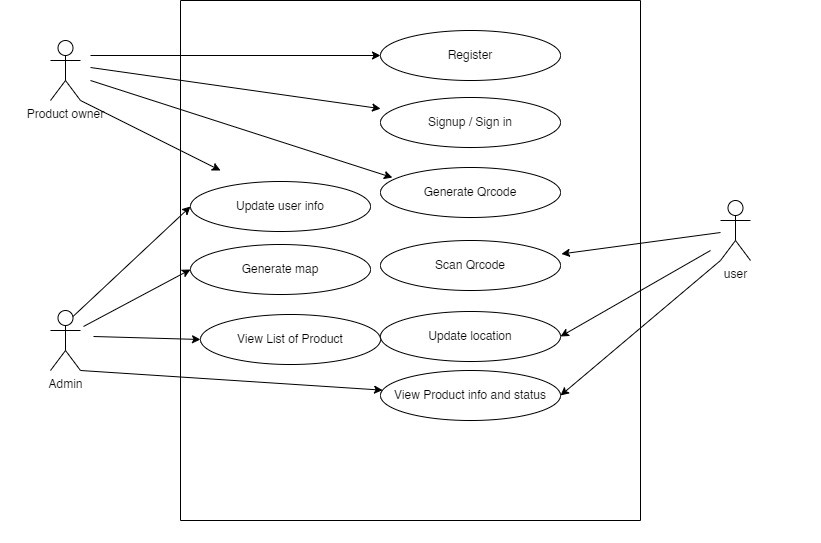 Register
Product owner
Signup / Sign in
Generate Qrcode
Update user info
Scan Qrcode
Generate map
user
Update location
View List of Product
Admin
View Product info and status